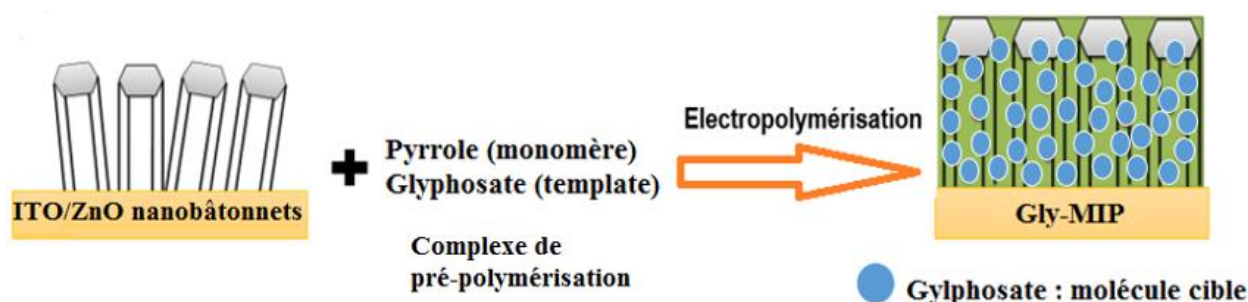 ITO/ZnO nanobâtonnets
+
Pyrrole (monomère)
Glyphosate (template)
Complexe de
pré-polymérisation
Electropolymérisation
Gly-MIP
Gylphosate : molécule cible